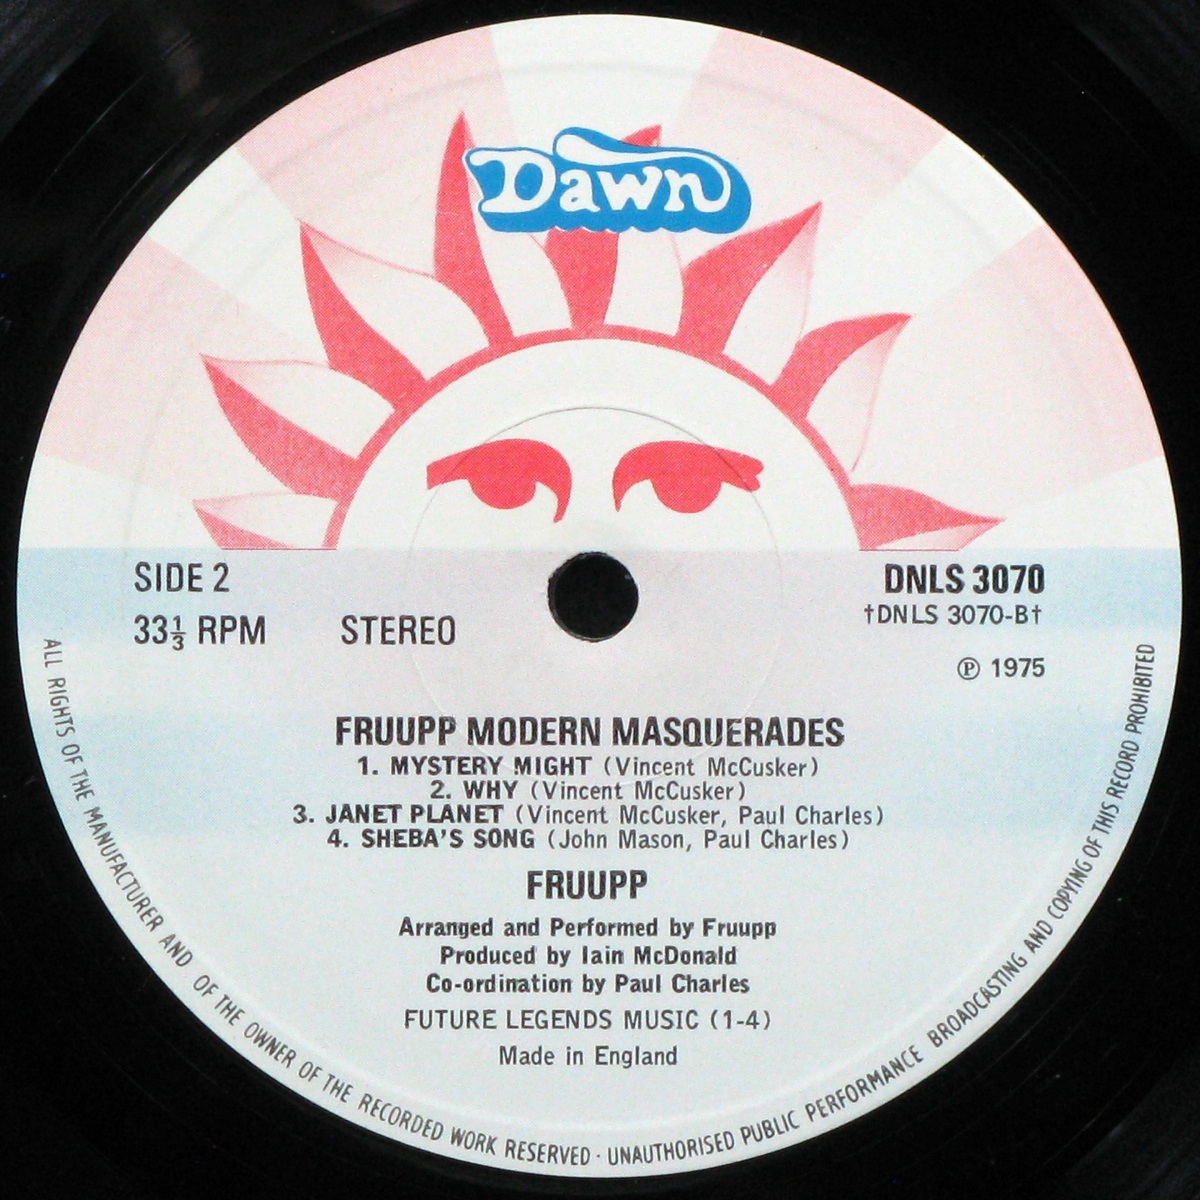 Dawn
SIDE 2
33⅓ RPM STEREO
DNLS 3070
†DNLS 3070-B†
℗ 1975
FRUUPP MODERN MASQUERADES
1. MYSTERY MIGHT (Vincent McCusker)
2. WHY (Vincent McCusker)
3. JANET PLANET (Vincent McCusker, Paul Charles)
4. SHEBA'S SONG (John Mason, Paul Charles)
FRUUPP
Arranged and Performed by Fruupp
Produced by Iain McDonald
Co-ordination by Paul Charles
FUTURE LEGENDS MUSIC (1-4)
Made in England
ALL RIGHTS OF THE MANUFACTURER AND OF THE OWNER OF THE RECORDED WORK RESERVED · UNAUTHORISED PUBLIC PERFORMANCE BROADCASTING AND COPYING OF THIS RECORD PROHIBITED